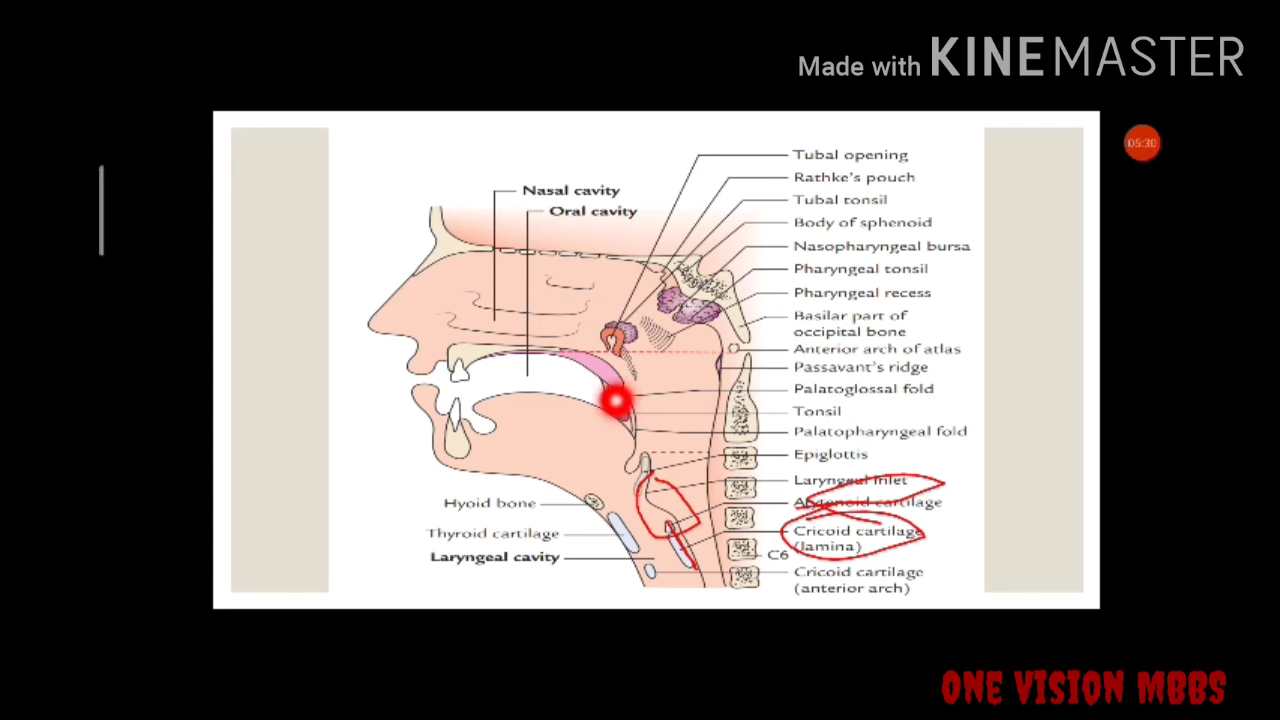 Made with KINEMASTER
05:30
Nasal cavity
Oral cavity
Tubal opening
Rathke's pouch
Tubal tonsil
Body of sphenoid
Nasopharyngeal bursa
Pharyngeal tonsil
Pharyngeal recess
Basilar part of
occipital bone
Anterior arch of atlas
Passavant's ridge
Palatoglossal fold
Tonsil
Palatopharyngeal fold
Epiglottis
Laryngeal inlet
Arytenoid cartilage
Cricoid cartilage
(lamina)
C6
Cricoid cartilage
(anterior arch)
Hyoid bone
Thyroid cartilage
Laryngeal cavity
ONE VISION MBBS